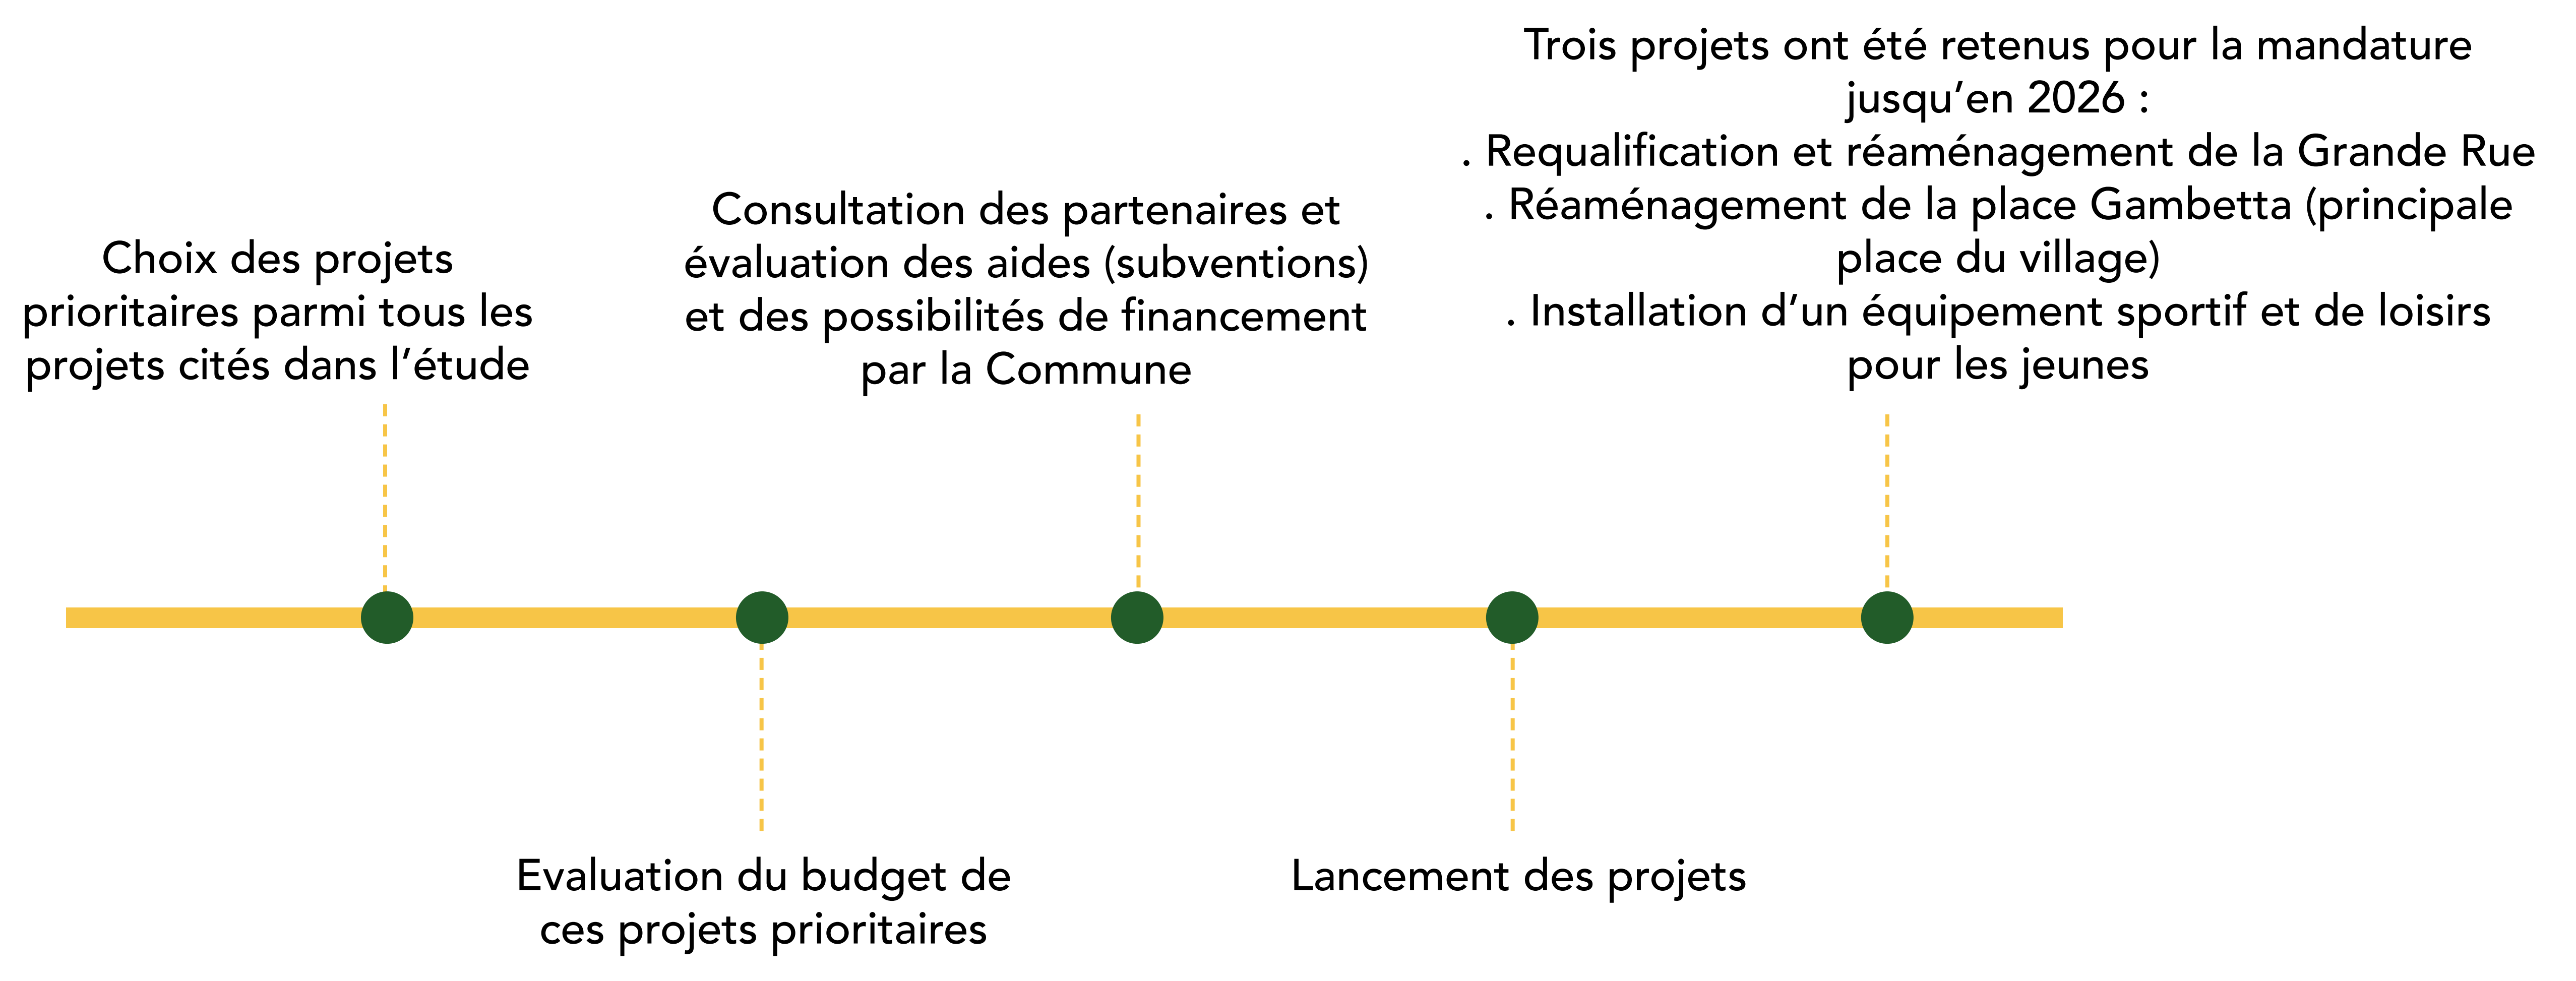 Choix des projets
prioritaires parmi tous les
projets cités dans l’étude
Evaluation du budget de
ces projets prioritaires
Consultation des partenaires et
évaluation des aides (subventions)
et des possibilités de financement
par la Commune
Lancement des projets
Trois projets ont été retenus pour la mandature
jusqu’en 2026 :
. Requalification et réaménagement de la Grande Rue
. Réaménagement de la place Gambetta (principale
place du village)
. Installation d’un équipement sportif et de loisirs
pour les jeunes